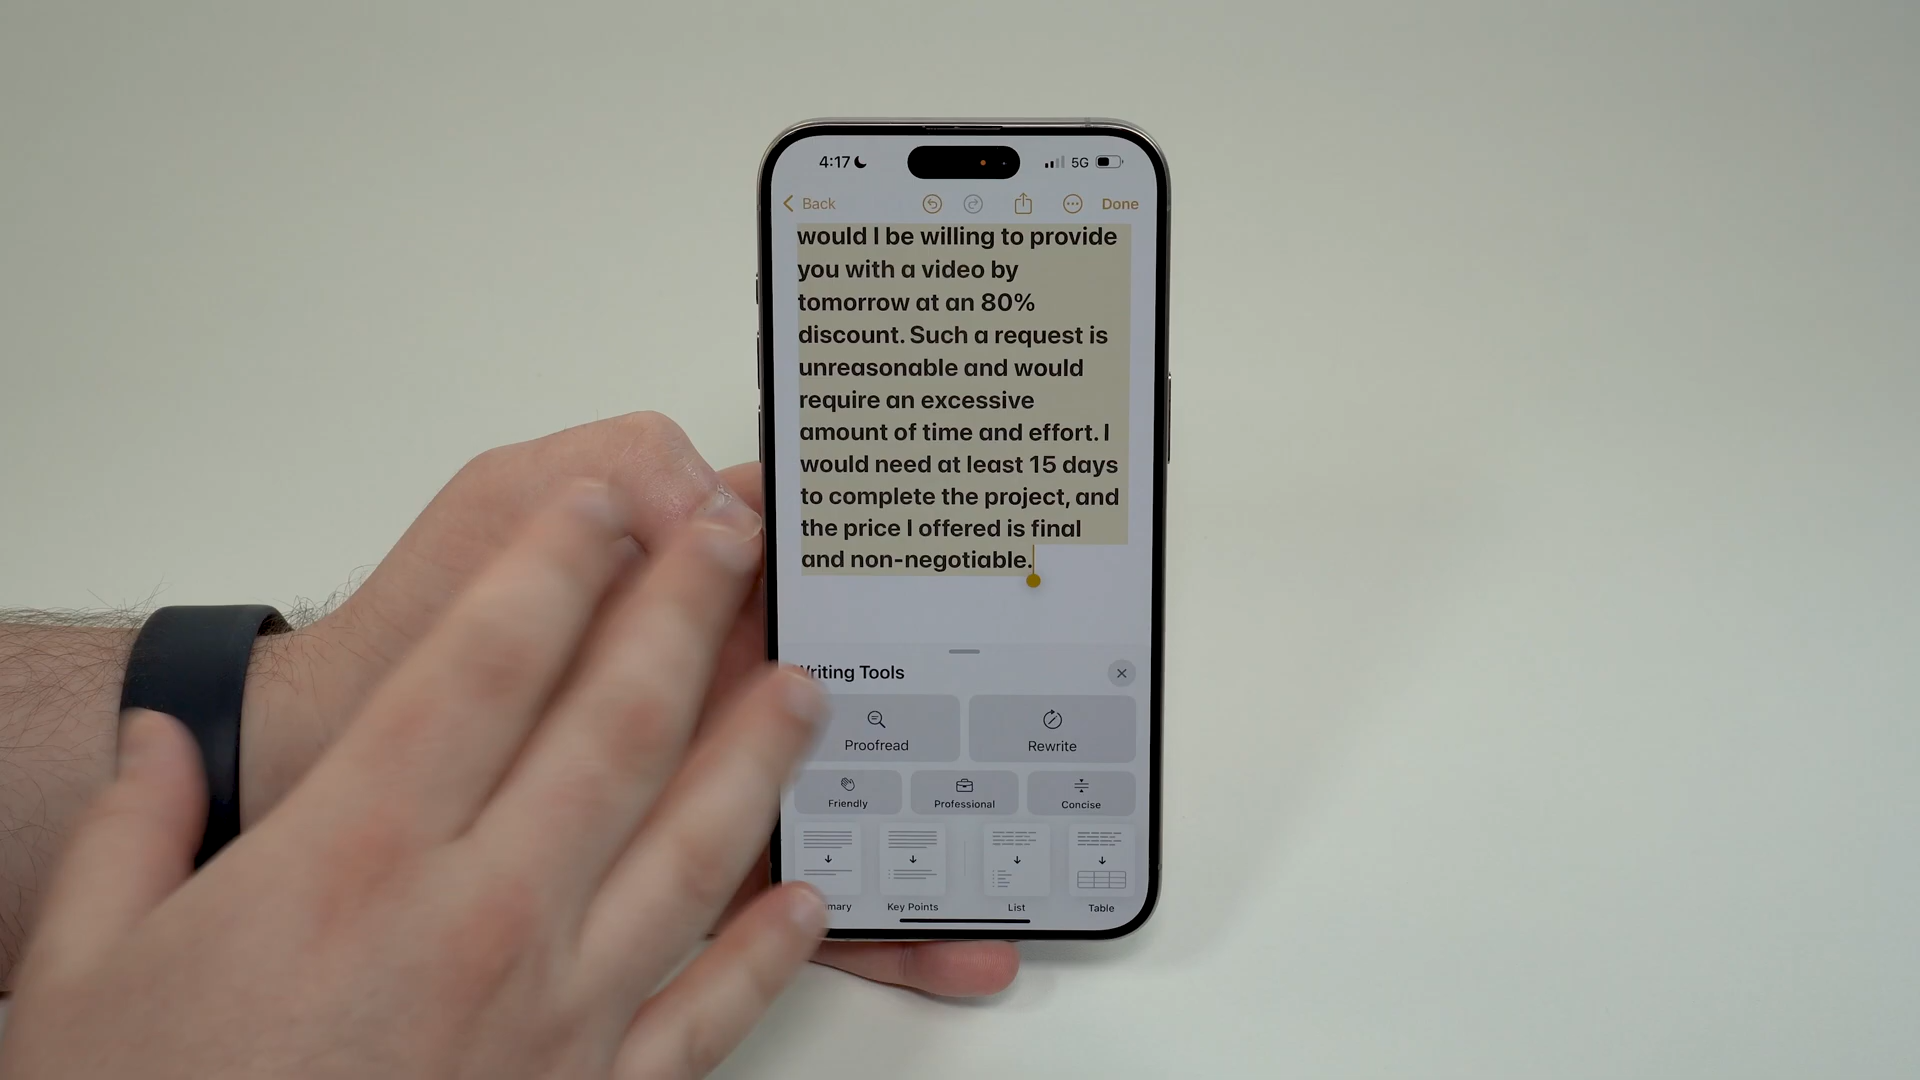 4:17 5G
Back Done
would I be willing to provide
you with a video by
tomorrow at an 80%
discount. Such a request is
unreasonable and would
require an excessive
amount of time and effort. I
would need at least 15 days
to complete the project, and
the price I offered is final
and non-negotiable.
Writing Tools
Proofread Rewrite
Friendly Professional Concise
mary Key Points List Table